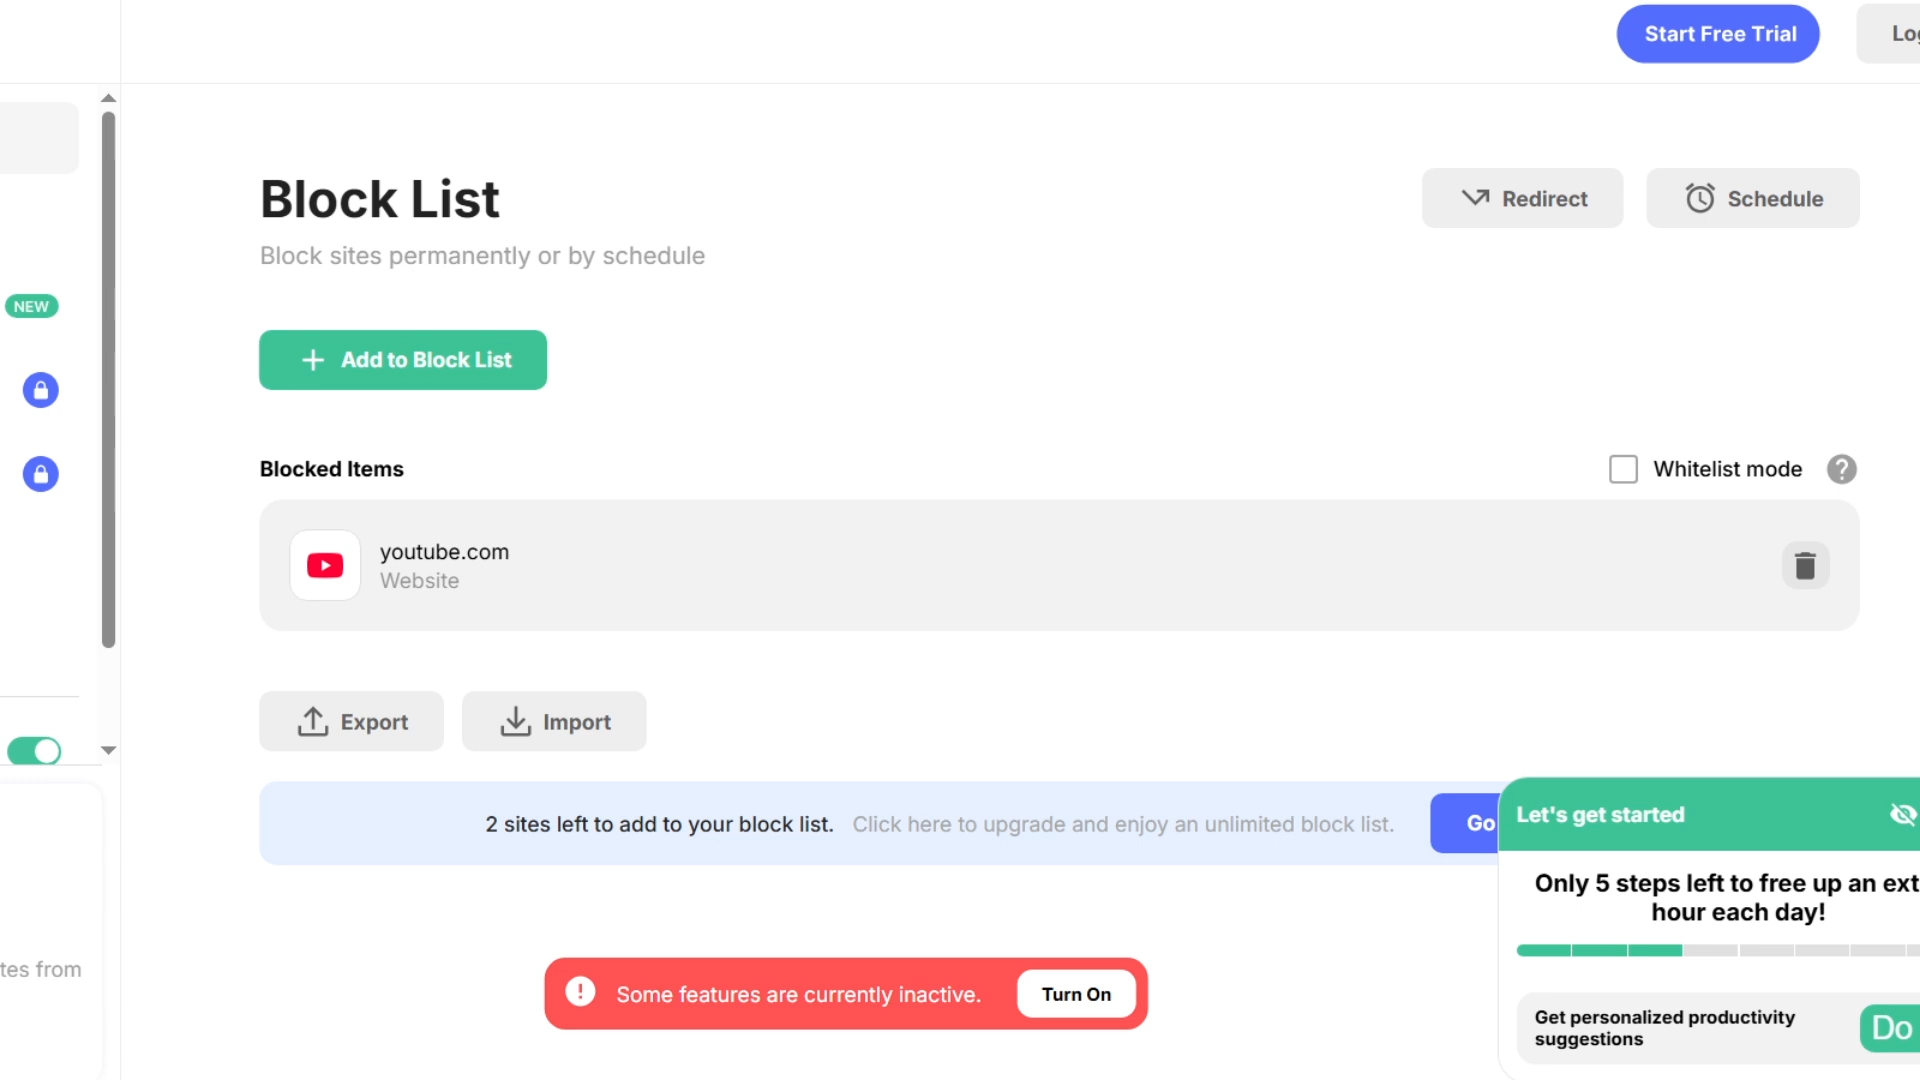 Start Free Trial
Block List
Redirect
Schedule
Block sites permanently or by schedule
NEW
Add to Block List
Blocked Items
Whitelist mode
youtube.com
Website
Export
Import
2 sites left to add to your block list. Click here to upgrade and enjoy an unlimited block list.
Go
Let's get started
Only 5 steps left to free up an
hour each day!
from
Some features are currently inactive.
Turn On
Get personalized productivity
suggestions
Do